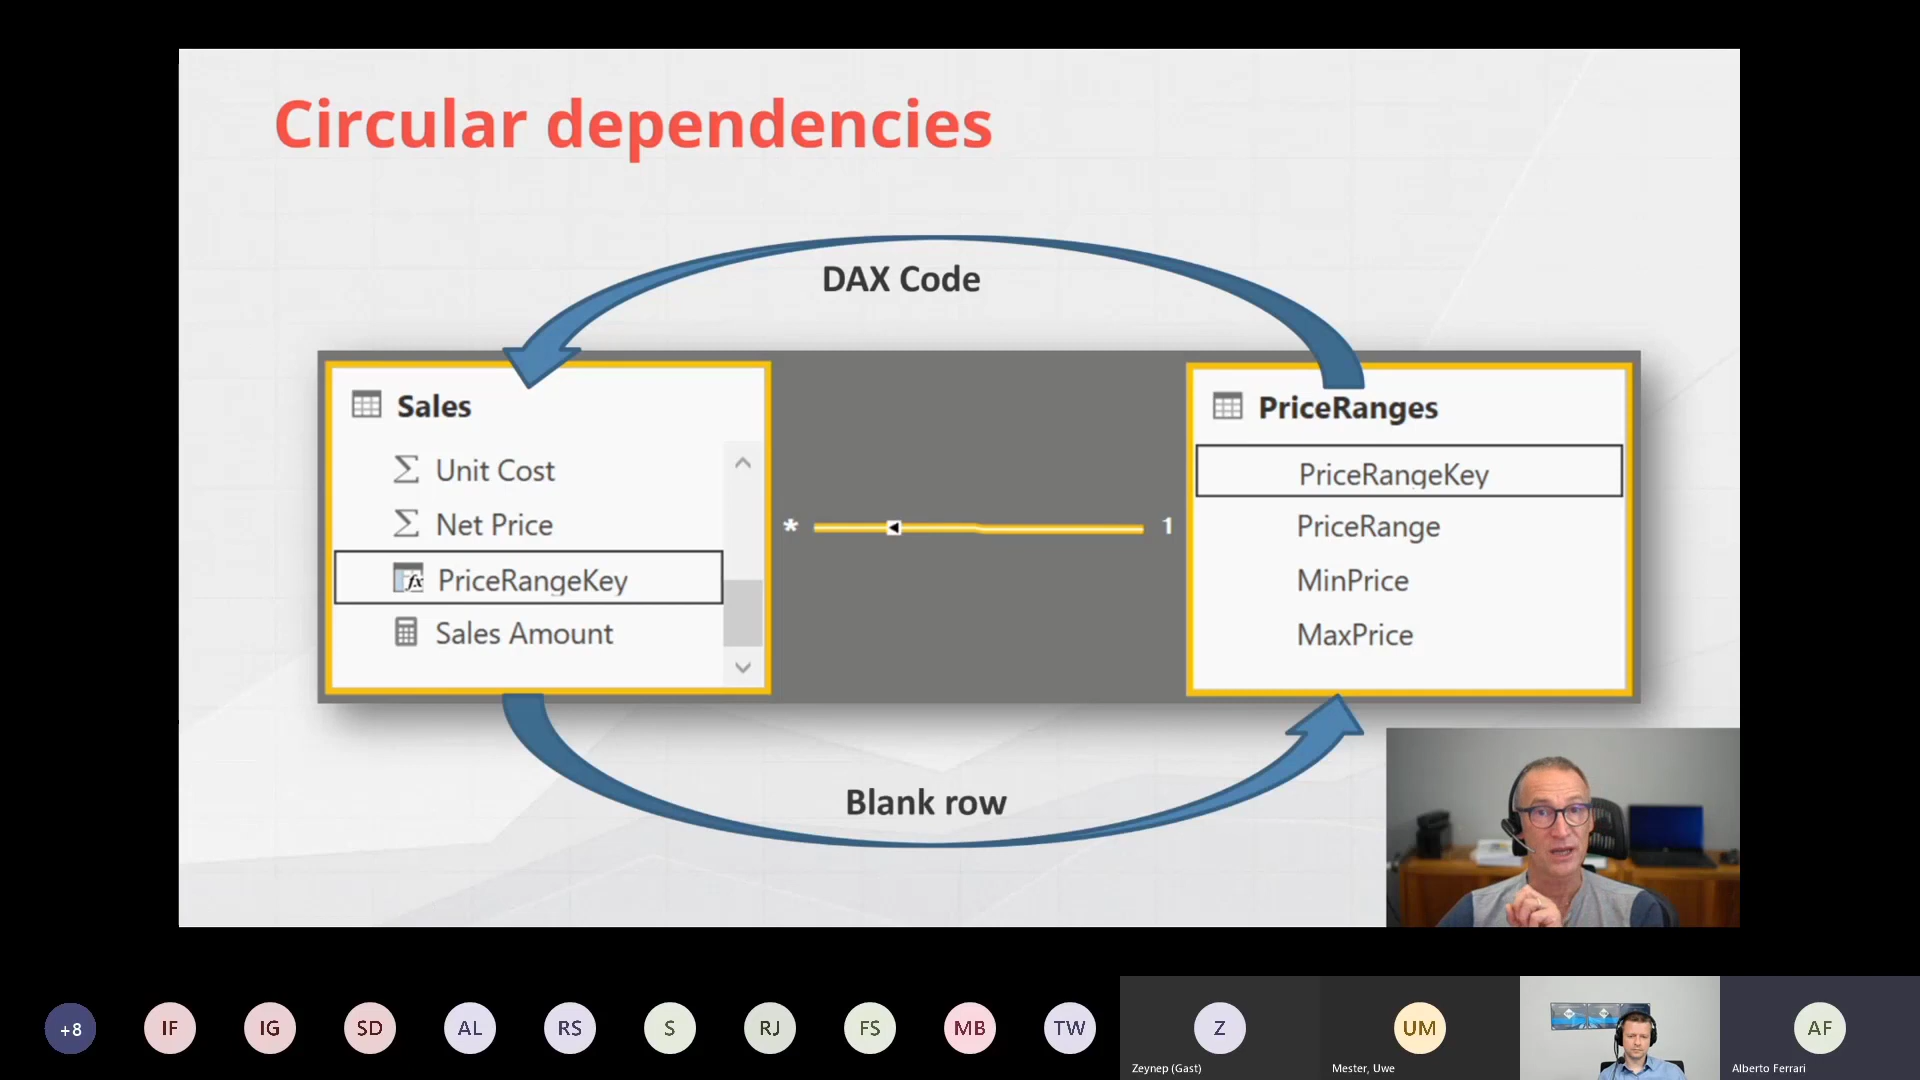 Circular dependencies
DAX Code
Sales
Unit Cost
Net Price
PriceRangeKey
Sales Amount
*
1
PriceRanges
PriceRangeKey
PriceRange
MinPrice
MaxPrice
Blank row
+8
IF
IG
SD
AL
RS
S
RJ
FS
MB
TW
Z
Zeynep (Gast)
UM
Mester, Uwe
AF
Alberto Ferrari